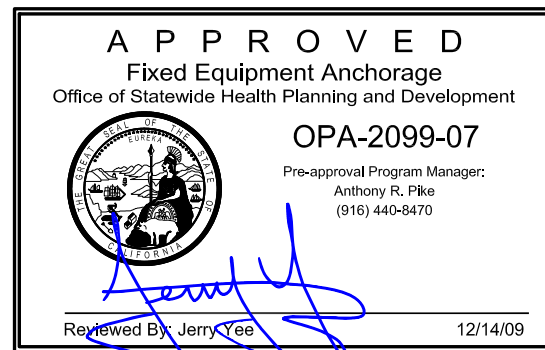 A P P R O V E D
Fixed Equipment Anchorage
Office of Statewide Health Planning and Development
THE GREAT SEAL OF THE STATE OF CALIFORNIA
EUREKA
OPA-2099-07
Pre-approval Program Manager:
Anthony R. Pike
(916) 440-8470
Jerry Y
Reviewed By: Jerry Yee 12/14/09